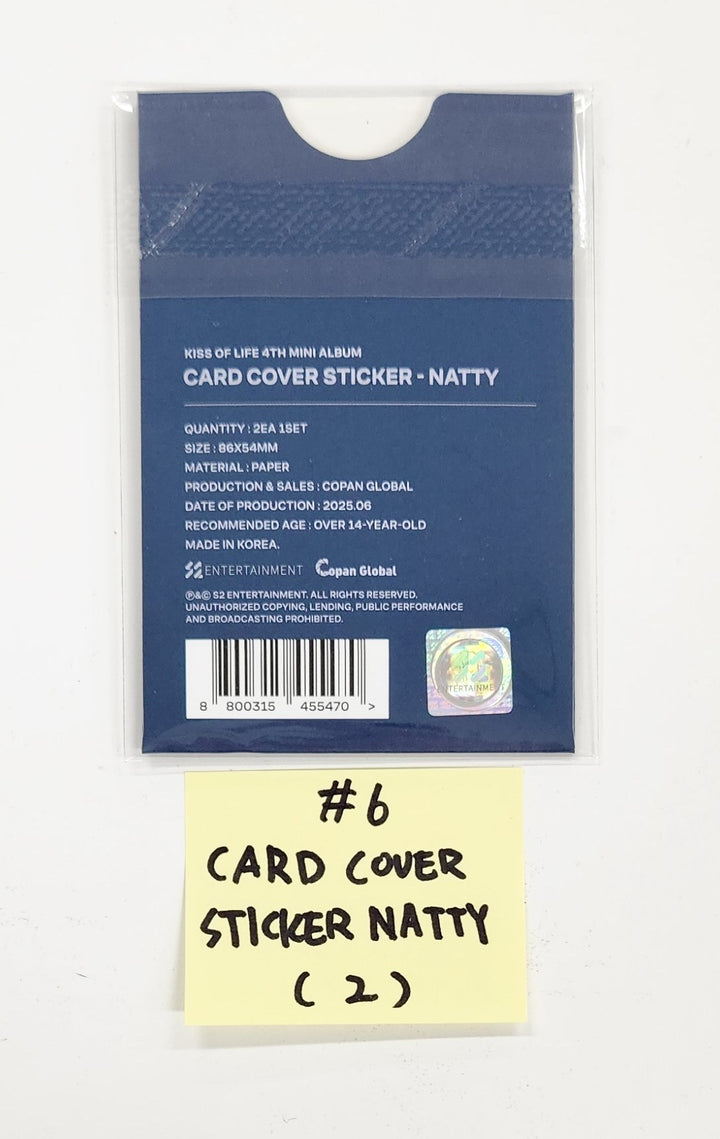 KISS OF LIFE 4TH MINI ALBUM
CARD COVER STICKER - NATTY
QUANTITY : 2EA 1SET
SIZE : 86X54MM
MATERIAL : PAPER
PRODUCTION & SALES : COPAN GLOBAL
DATE OF PRODUCTION : 2025.06
RECOMMENDED AGE : OVER 14-YEAR-OLD
MADE IN KOREA.
S2 ENTERTAINMENT Copan Global
℗&© S2 ENTERTAINMENT. ALL RIGHTS RESERVED.
UNAUTHORIZED COPYING, LENDING, PUBLIC PERFORMANCE
AND BROADCASTING PROHIBITED.
S2
ENTERTAINMENT
8 800315 455470 >
#6
CARD COVER
STICKER NATTY
(2)